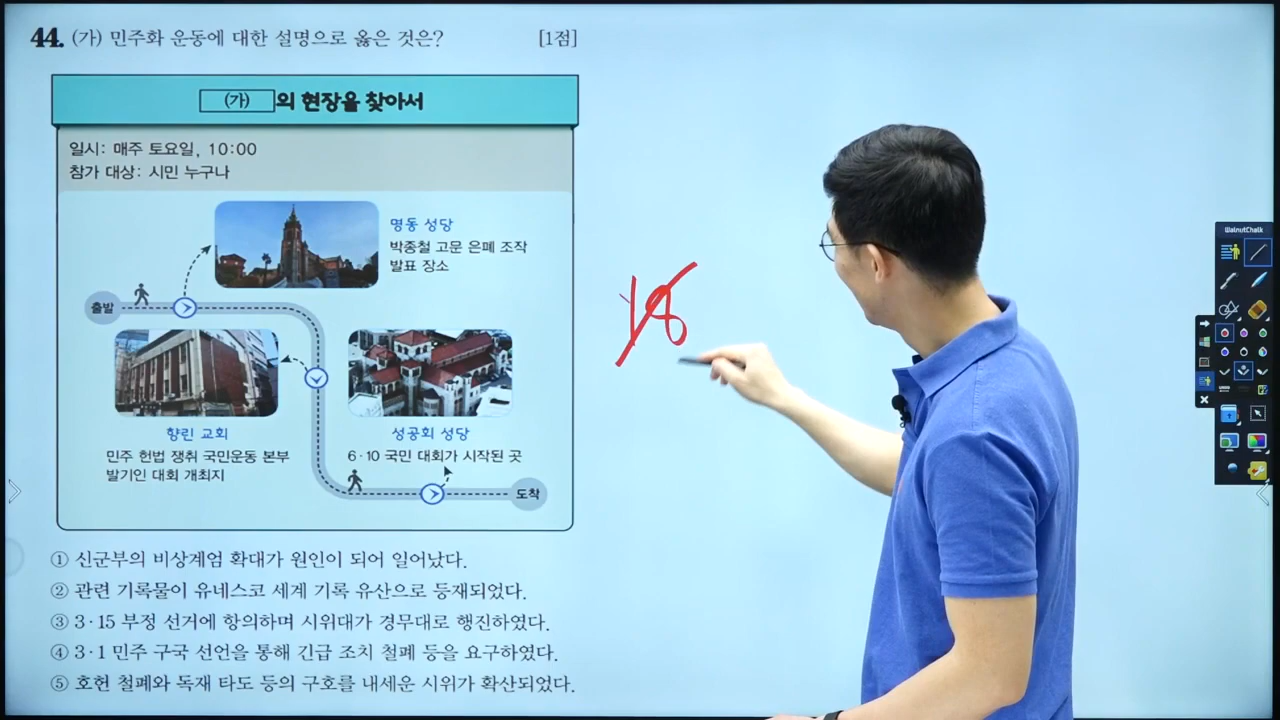 44. (가) 민주화 운동에 대한 설명으로 옳은 것은? [1점]
(가) 의 현장을 찾아서
일시: 매주 토요일, 10:00
참가 대상: 시민 누구나
명동 성당
박종철 고문 은폐 조작
발표 장소
출발
향린 교회
민주 헌법 쟁취 국민운동 본부
발기인 대회 개최지
성공회 성당
6·10 국민 대회가 시작된 곳
도착
① 신군부의 비상계엄 확대가 원인이 되어 일어났다.
② 관련 기록물이 유네스코 세계 기록 유산으로 등재되었다.
③ 3·15 부정 선거에 항의하며 시위대가 경무대로 행진하였다.
④ 3·1 민주 구국 선언을 통해 긴급 조치 철폐 등을 요구하였다.
⑤ 호헌 철폐와 독재 타도 등의 구호를 내세운 시위가 확산되었다.
WalnutChalk